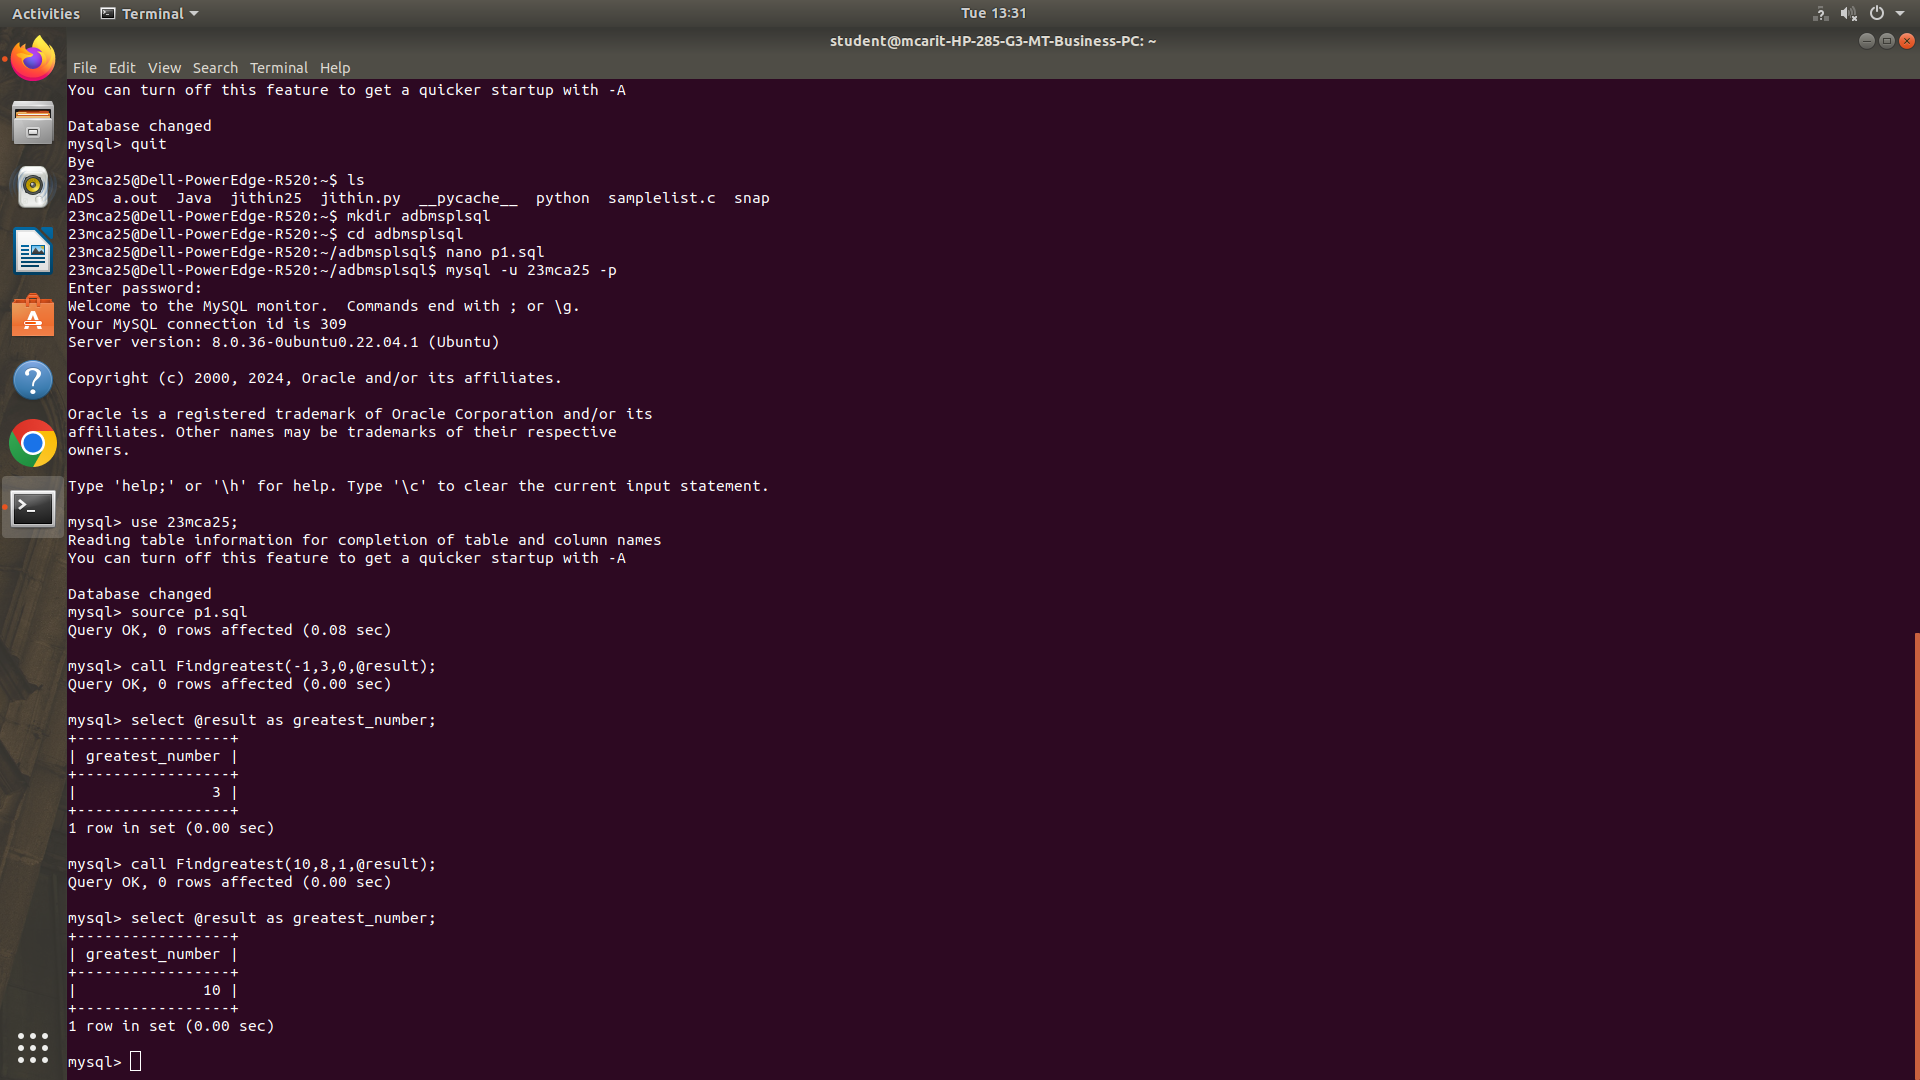 Activities Terminal Tue 13:31
student@mcarit-HP-285-G3-MT-Business-PC: ~
File Edit View Search Terminal Help
You can turn off this feature to get a quicker startup with -A
Database changed
mysql> quit
Bye
23mca25@Dell-PowerEdge-R520:~$ ls
ADS  a.out  Java  jithin25  jithin.py  __pycache__  python  samplelist.c  snap
23mca25@Dell-PowerEdge-R520:~$ mkdir adbmsplsql
23mca25@Dell-PowerEdge-R520:~$ cd adbmsplsql
23mca25@Dell-PowerEdge-R520:~/adbmsplsql$ nano p1.sql
23mca25@Dell-PowerEdge-R520:~/adbmsplsql$ mysql -u 23mca25 -p
Enter password:
Welcome to the MySQL monitor.  Commands end with ; or \g.
Your MySQL connection id is 309
Server version: 8.0.36-0ubuntu0.22.04.1 (Ubuntu)
Copyright (c) 2000, 2024, Oracle and/or its affiliates.
Oracle is a registered trademark of Oracle Corporation and/or its
affiliates. Other names may be trademarks of their respective
owners.
Type 'help;' or '\h' for help. Type '\c' to clear the current input statement.
mysql> use 23mca25;
Reading table information for completion of table and column names
You can turn off this feature to get a quicker startup with -A
Database changed
mysql> source p1.sql
Query OK, 0 rows affected (0.08 sec)
mysql> call Findgreatest(-1,3,0,@result);
Query OK, 0 rows affected (0.00 sec)
mysql> select @result as greatest_number;
+-----------------+
| greatest_number |
+-----------------+
|               3 |
+-----------------+
1 row in set (0.00 sec)
mysql> call Findgreatest(10,8,1,@result);
Query OK, 0 rows affected (0.00 sec)
mysql> select @result as greatest_number;
+-----------------+
| greatest_number |
+-----------------+
|              10 |
+-----------------+
1 row in set (0.00 sec)
mysql>